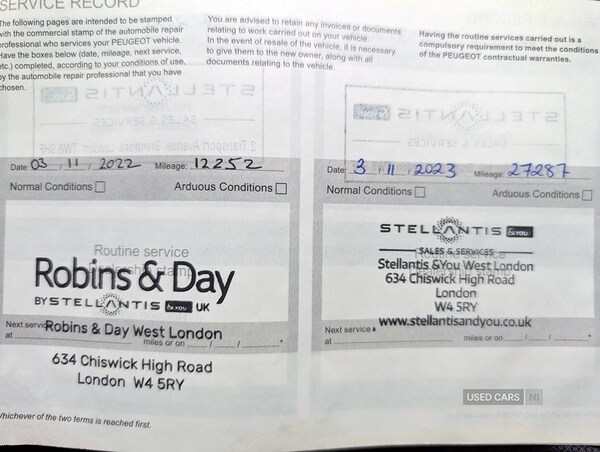 SERVICE RECORD
The following pages are intended to be stamped
with the commercial stamp of the automobile repair
professional who services your PEUGEOT vehicle.
Have the boxes below (date, mileage, next service,
etc.) completed, according to your conditions of use,
by the automobile repair professional that you have
chosen.
You are advised to retain any invoices or documents
relating to work carried out on your vehicle.
In the event of resale of the vehicle, it is necessary
to give them to the new owner, along with all
documents relating to the vehicle.
Having the routine services carried out is a
compulsory requirement to meet the conditions
of the PEUGEOT contractual warranties.
Date: 03 / 11 / 2022 Mileage: 12252
Normal Conditions Arduous Conditions
Routine service
Robins & Day
BY STELLANTIS &you UK
Next service Robins & Day West London
at miles or on / / *
634 Chiswick High Road
London W4 5RY
Date: 3 / 11 / 2023 Mileage: 27287
Normal Conditions Arduous Conditions
STELLANTIS &you
SALES & SERVICES
Stellantis &You West London
634 Chiswick High Road
London
W4 5RY
www.stellantisandyou.co.uk
Next service
at miles or on / / *
Whichever of the two terms is reached first.
USED CARS NI